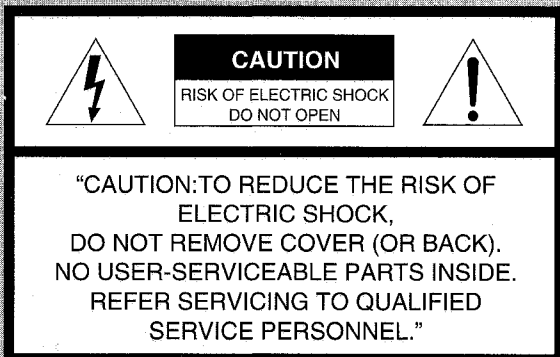 CAUTION
RISK OF ELECTRIC SHOCK
DO NOT OPEN
"CAUTION:TO REDUCE THE RISK OF
ELECTRIC SHOCK,
DO NOT REMOVE COVER (OR BACK).
NO USER-SERVICEABLE PARTS INSIDE.
REFER SERVICING TO QUALIFIED
SERVICE PERSONNEL."